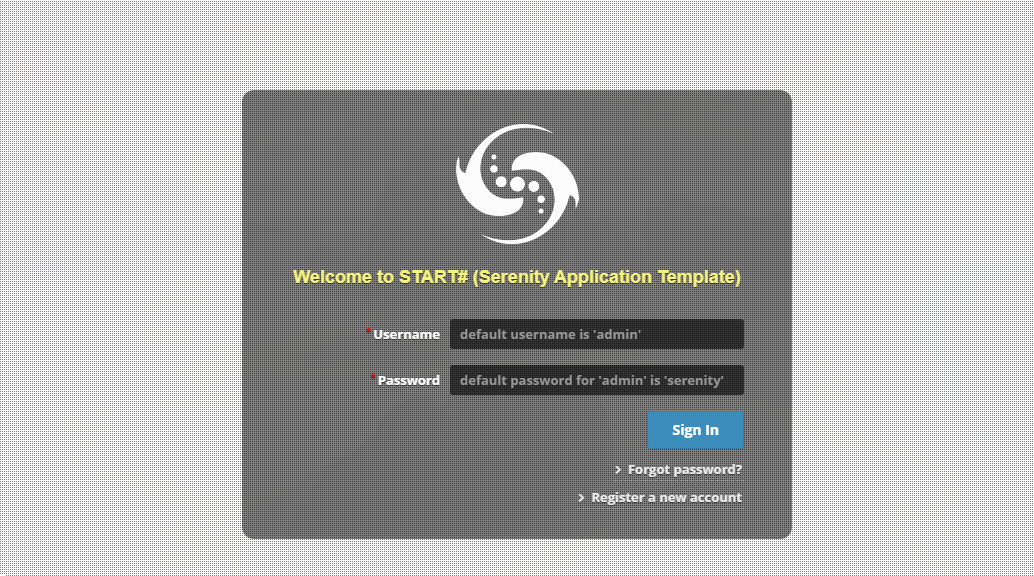 Welcome to START# (Serenity Application Template)
*Username default username is 'admin'
*Password default password for 'admin' is 'serenity'
Sign In
> Forgot password?
> Register a new account